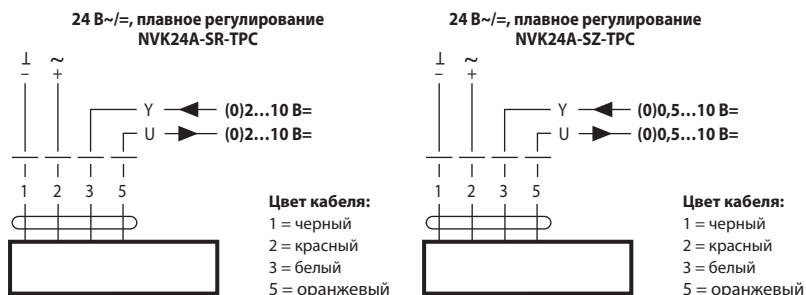 24 В~/=, плавное регулирование
NVK24A-SR-TPC
⊥ ~
– +
Y (0)2…10 В=
U (0)2…10 В=
1 2 3 5
Цвет кабеля:
1 = черный
2 = красный
3 = белый
5 = оранжевый
24 В~/=, плавное регулирование
NVK24A-SZ-TPC
⊥ ~
– +
Y (0)0,5…10 В=
U (0)0,5…10 В=
1 2 3 5
Цвет кабеля:
1 = черный
2 = красный
3 = белый
5 = оранжевый